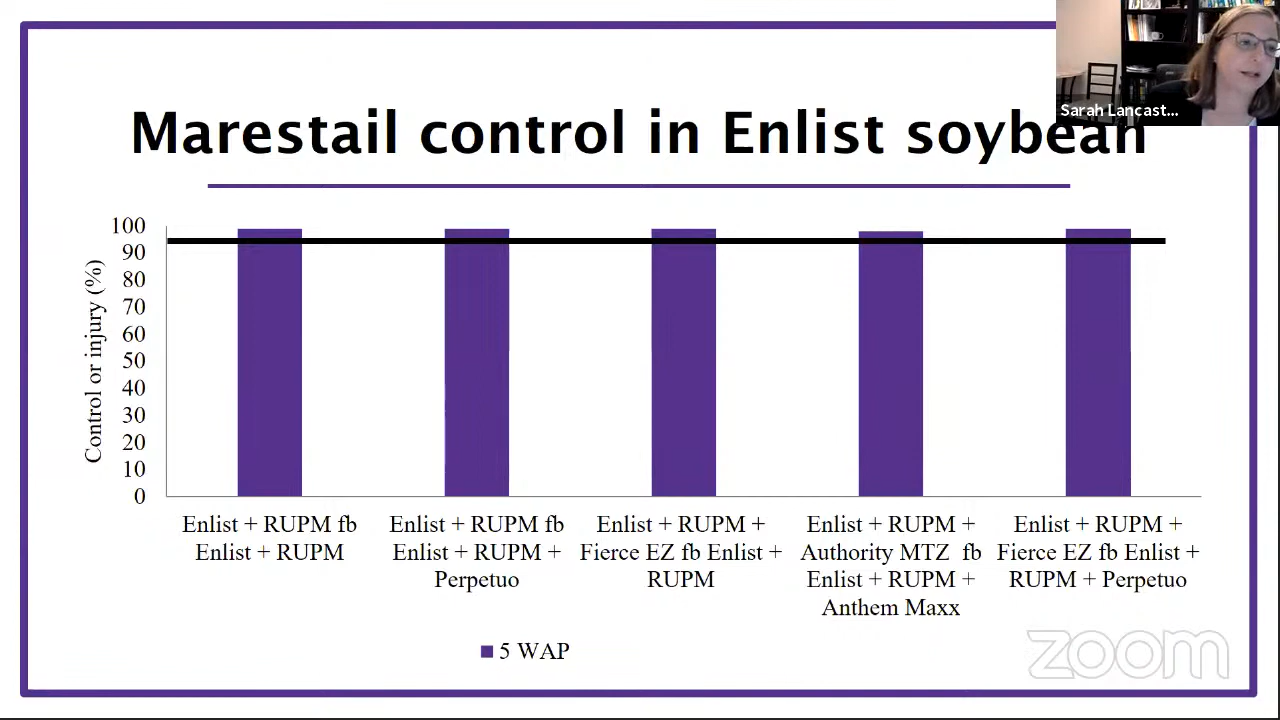 Sarah Lancast...
Marestail control in Enlist soybean
Control or injury (%)
100
90
80
70
60
50
40
30
20
10
0
Enlist + RUPM fb
Enlist + RUPM
Enlist + RUPM fb
Enlist + RUPM +
Perpetuo
Enlist + RUPM +
Fierce EZ fb Enlist +
RUPM
Enlist + RUPM +
Authority MTZ fb
Enlist + RUPM +
Anthem Maxx
Enlist + RUPM +
Fierce EZ fb Enlist +
RUPM + Perpetuo
5 WAP
zoom